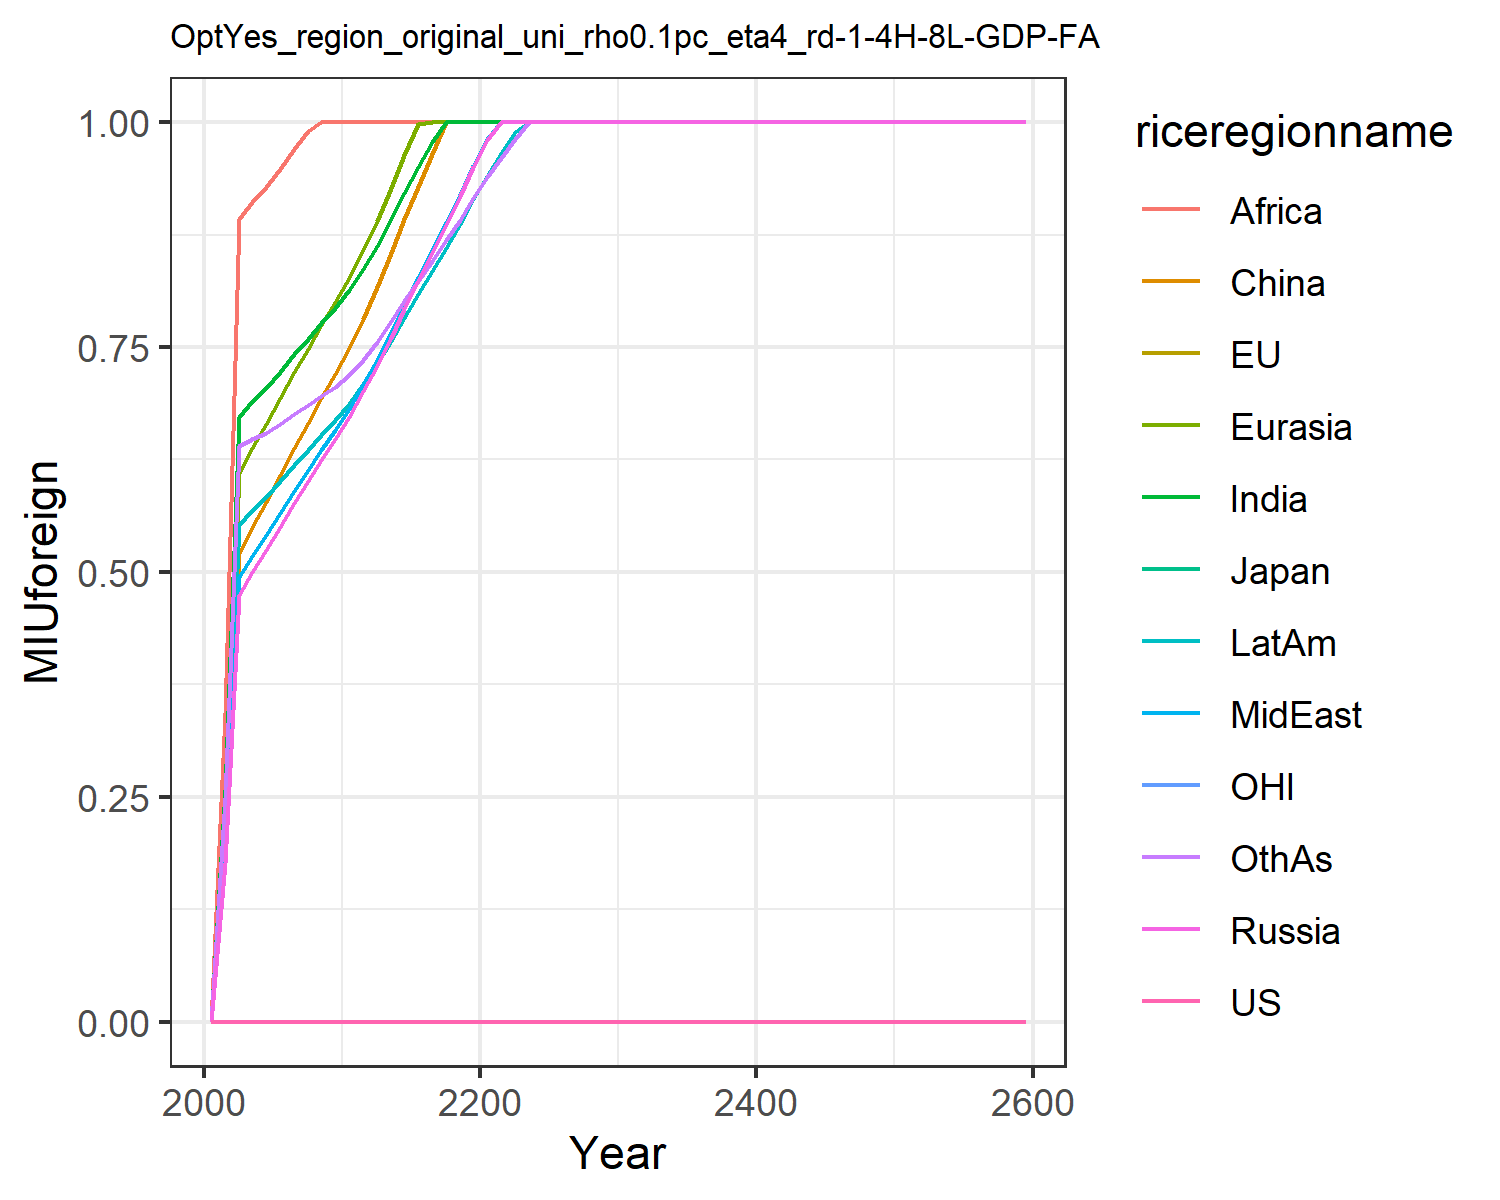 OptYes_region_original_uni_rho0.1pc_eta4_rd-1-4H-8L-GDP-FA
1.00
0.75
0.50
0.25
0.00
MIUforeign
2000 2200 2400 2600
Year
riceregionname
Africa
China
EU
Eurasia
India
Japan
LatAm
MidEast
OHI
OthAs
Russia
US